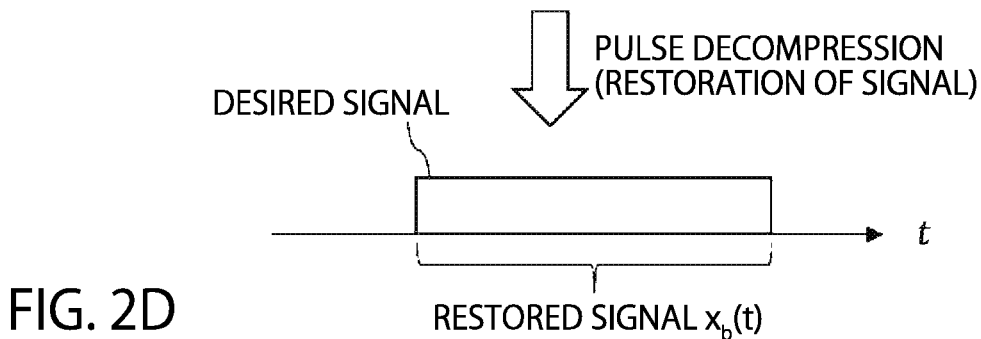 PULSE DECOMPRESSION
(RESTORATION OF SIGNAL)
DESIRED SIGNAL
t
RESTORED SIGNAL x_b(t)
FIG. 2D